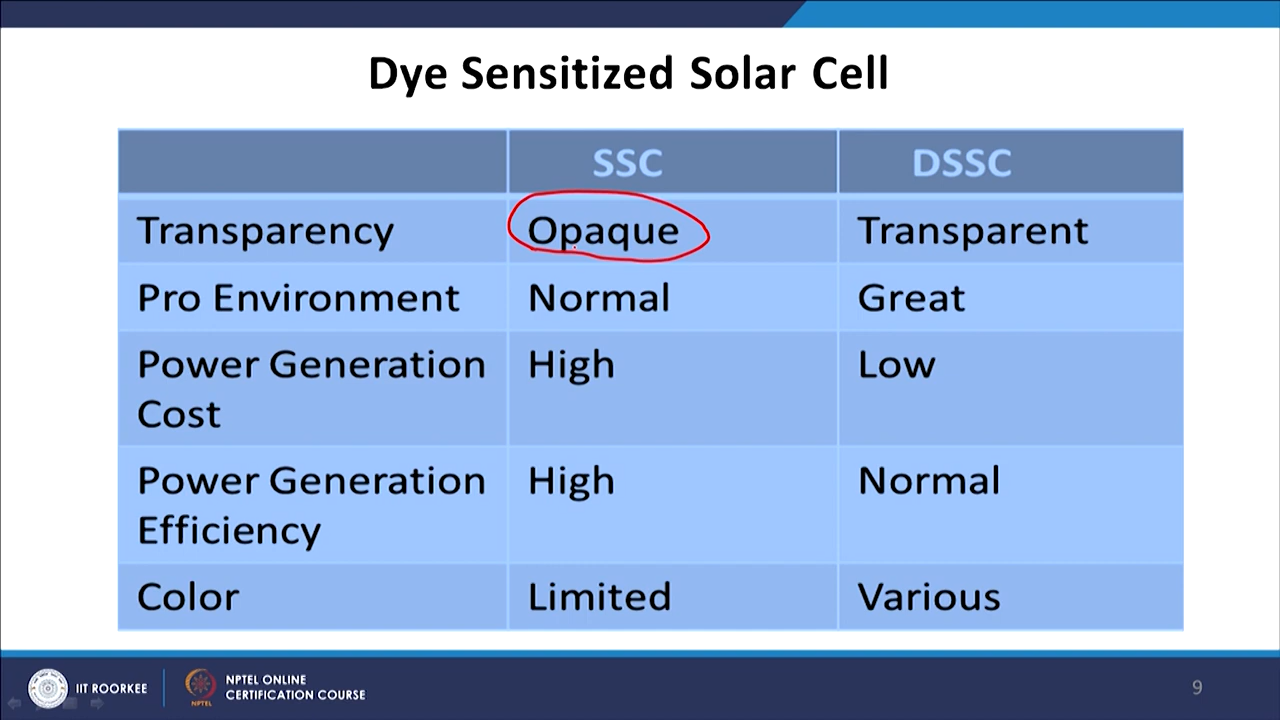 Dye Sensitized Solar Cell
SSC DSSC
Transparency Opaque Transparent
Pro Environment Normal Great
Power Generation Cost High Low
Power Generation Efficiency High Normal
Color Limited Various
IIT ROORKEE
NPTEL
NPTEL ONLINE
CERTIFICATION COURSE
9